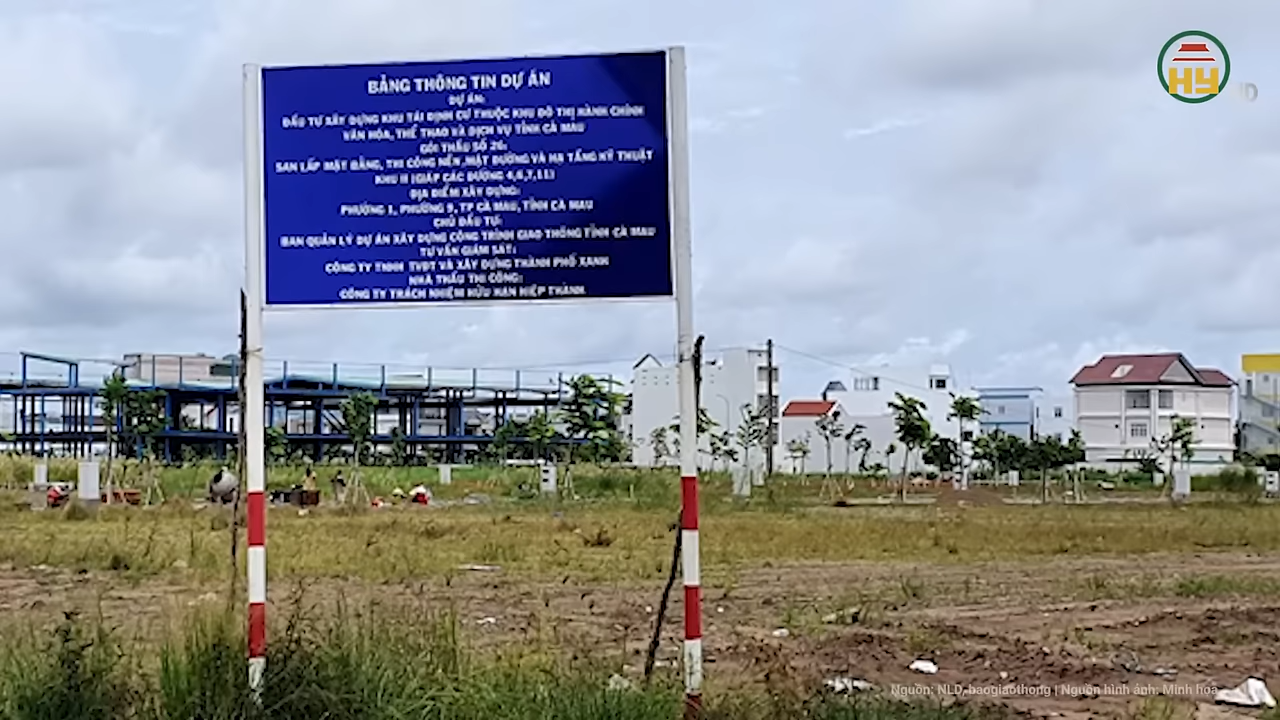 BẢNG THÔNG TIN DỰ ÁN
DỰ ÁN:
ĐẦU TƯ XÂY DỰNG KHU TÁI ĐỊNH CƯ THUỘC KHU ĐÔ THỊ HÀNH CHÍNH
VĂN HÓA, THỂ THAO VÀ DỊCH VỤ TỈNH CÀ MAU
GÓI THẦU SỐ 26:
SAN LẤP MẶT BẰNG, THI CÔNG NỀN, MẶT ĐƯỜNG VÀ HẠ TẦNG KỸ THUẬT
KHU II (GIÁP CÁC ĐƯỜNG 4,6,7,11)
ĐỊA ĐIỂM XÂY DỰNG:
PHƯỜNG 1, PHƯỜNG 9, TP CÀ MAU, TỈNH CÀ MAU
CHỦ ĐẦU TƯ:
BAN QUẢN LÝ DỰ ÁN XÂY DỰNG CÔNG TRÌNH GIAO THÔNG TỈNH CÀ MAU
TƯ VẤN GIÁM SÁT:
CÔNG TY TNHH TVĐT VÀ XÂY DỰNG THÀNH PHỐ XANH
NHÀ THẦU THI CÔNG:
CÔNG TY TRÁCH NHIỆM HỮU HẠN HIỆP THÀNH
HY
HD
Nguồn: NLD, baogiaothong | Nguồn hình ảnh: Minh hoạ